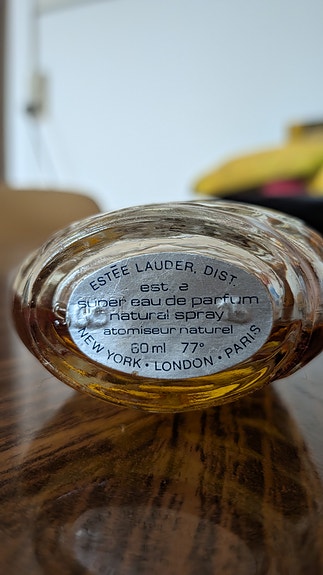 ESTĒE LAUDER, DIST.
est. a
super eau de parfum
natural spray
atomiseur naturel
60 ml 77°
NEW YORK • LONDON • PARIS